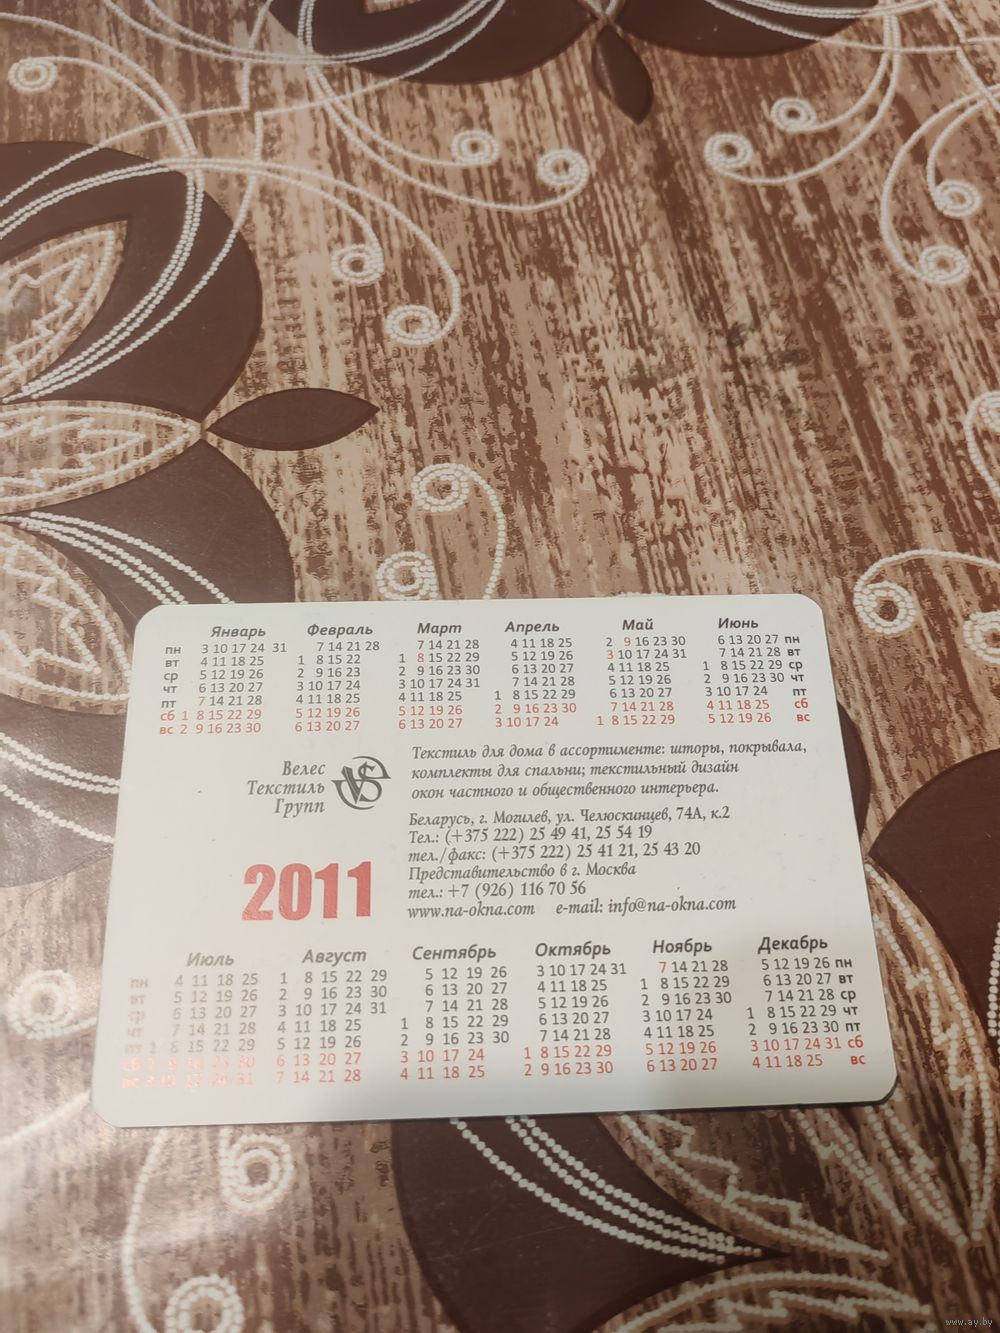 Январь Февраль Март Апрель Май Июнь
пн 3 10 17 24 31 7 14 21 28 7 14 21 28 4 11 18 25 2 9 16 23 30 6 13 20 27 пн
вт 4 11 18 25 1 8 15 22 1 8 15 22 29 5 12 19 26 3 10 17 24 31 7 14 21 28 вт
ср 5 12 19 26 2 9 16 23 2 9 16 23 30 6 13 20 27 4 11 18 25 1 8 15 22 29 ср
чт 6 13 20 27 3 10 17 24 3 10 17 24 31 7 14 21 28 5 12 19 26 2 9 16 23 30 чт
пт 7 14 21 28 4 11 18 25 4 11 18 25 1 8 15 22 29 6 13 20 27 3 10 17 24 пт
сб 1 8 15 22 29 5 12 19 26 5 12 19 26 2 9 16 23 30 7 14 21 28 4 11 18 25 сб
вс 2 9 16 23 30 6 13 20 27 6 13 20 27 3 10 17 24 1 8 15 22 29 5 12 19 26 вс
Велес
Текстиль
Групп
VS
2011
Текстиль для дома в ассортименте: шторы, покрывала,
комплекты для спальни; текстильный дизайн
окон частного и общественного интерьера.
Беларусь, г. Могилев, ул. Челюскинцев, 74А, к.2
Тел.: (+375 222) 25 49 41, 25 54 19
тел./факс: (+375 222) 25 41 21, 25 43 20
Представительство в г. Москва
тел.: +7 (926) 116 70 56
www.na-okna.com e-mail: info@na-okna.com
Июль Август Сентябрь Октябрь Ноябрь Декабрь
пн 4 11 18 25 1 8 15 22 29 5 12 19 26 3 10 17 24 31 7 14 21 28 5 12 19 26 пн
вт 5 12 19 26 2 9 16 23 30 6 13 20 27 4 11 18 25 1 8 15 22 29 6 13 20 27 вт
ср 6 13 20 27 3 10 17 24 31 7 14 21 28 5 12 19 26 2 9 16 23 30 7 14 21 28 ср
чт 7 14 21 28 4 11 18 25 1 8 15 22 29 6 13 20 27 3 10 17 24 1 8 15 22 29 чт
пт 1 8 15 22 29 5 12 19 26 2 9 16 23 30 7 14 21 28 4 11 18 25 2 9 16 23 30 пт
сб 2 9 16 23 30 6 13 20 27 3 10 17 24 1 8 15 22 29 5 12 19 26 3 10 17 24 31 сб
вс 3 10 17 24 31 7 14 21 28 4 11 18 25 2 9 16 23 30 6 13 20 27 4 11 18 25 вс
www.ay.by